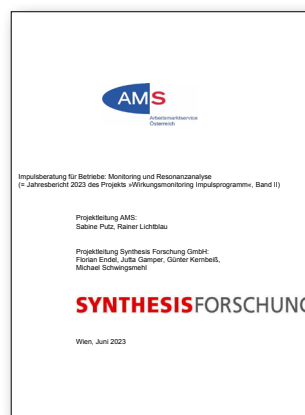 AMS
Arbeitsmarktservice
Österreich
Impulsberatung für Betriebe: Monitoring und Resonanzanalyse
(= Jahresbericht 2023 des Projekts »Wirkungsmonitoring Impulsprogramm«, Band II)
Projektleitung AMS:
Sabine Putz, Rainer Lichtblau
Projektleitung Synthesis Forschung GmbH:
Florian Endel, Jutta Gamper, Günter Kernbeiß,
Michael Schwingsmehl
SYNTHESISFORSCHUNG
Wien, Juni 2023